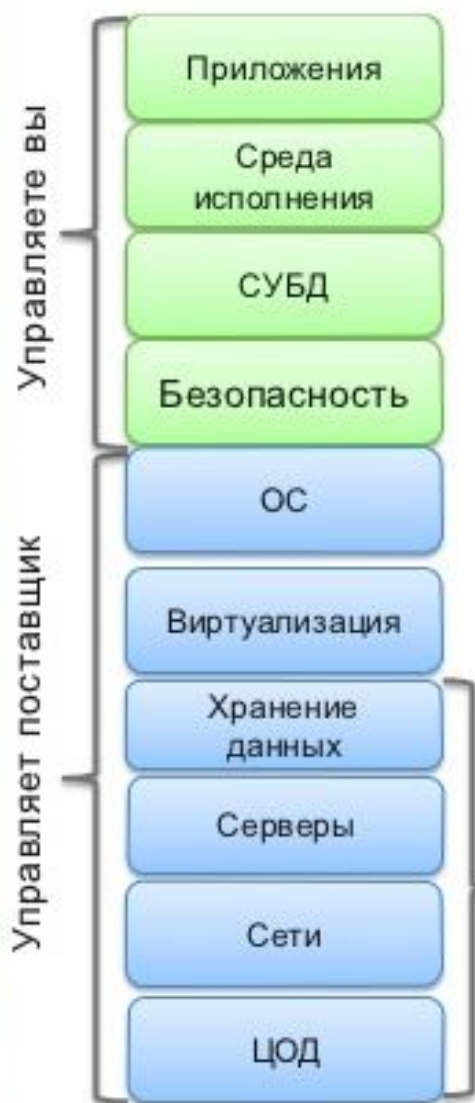 Управляете вы
Приложения
Среда
исполнения
СУБД
Безопасность
Управляет поставщик
ОС
Виртуализация
Хранение
данных
Серверы
Сети
ЦОД